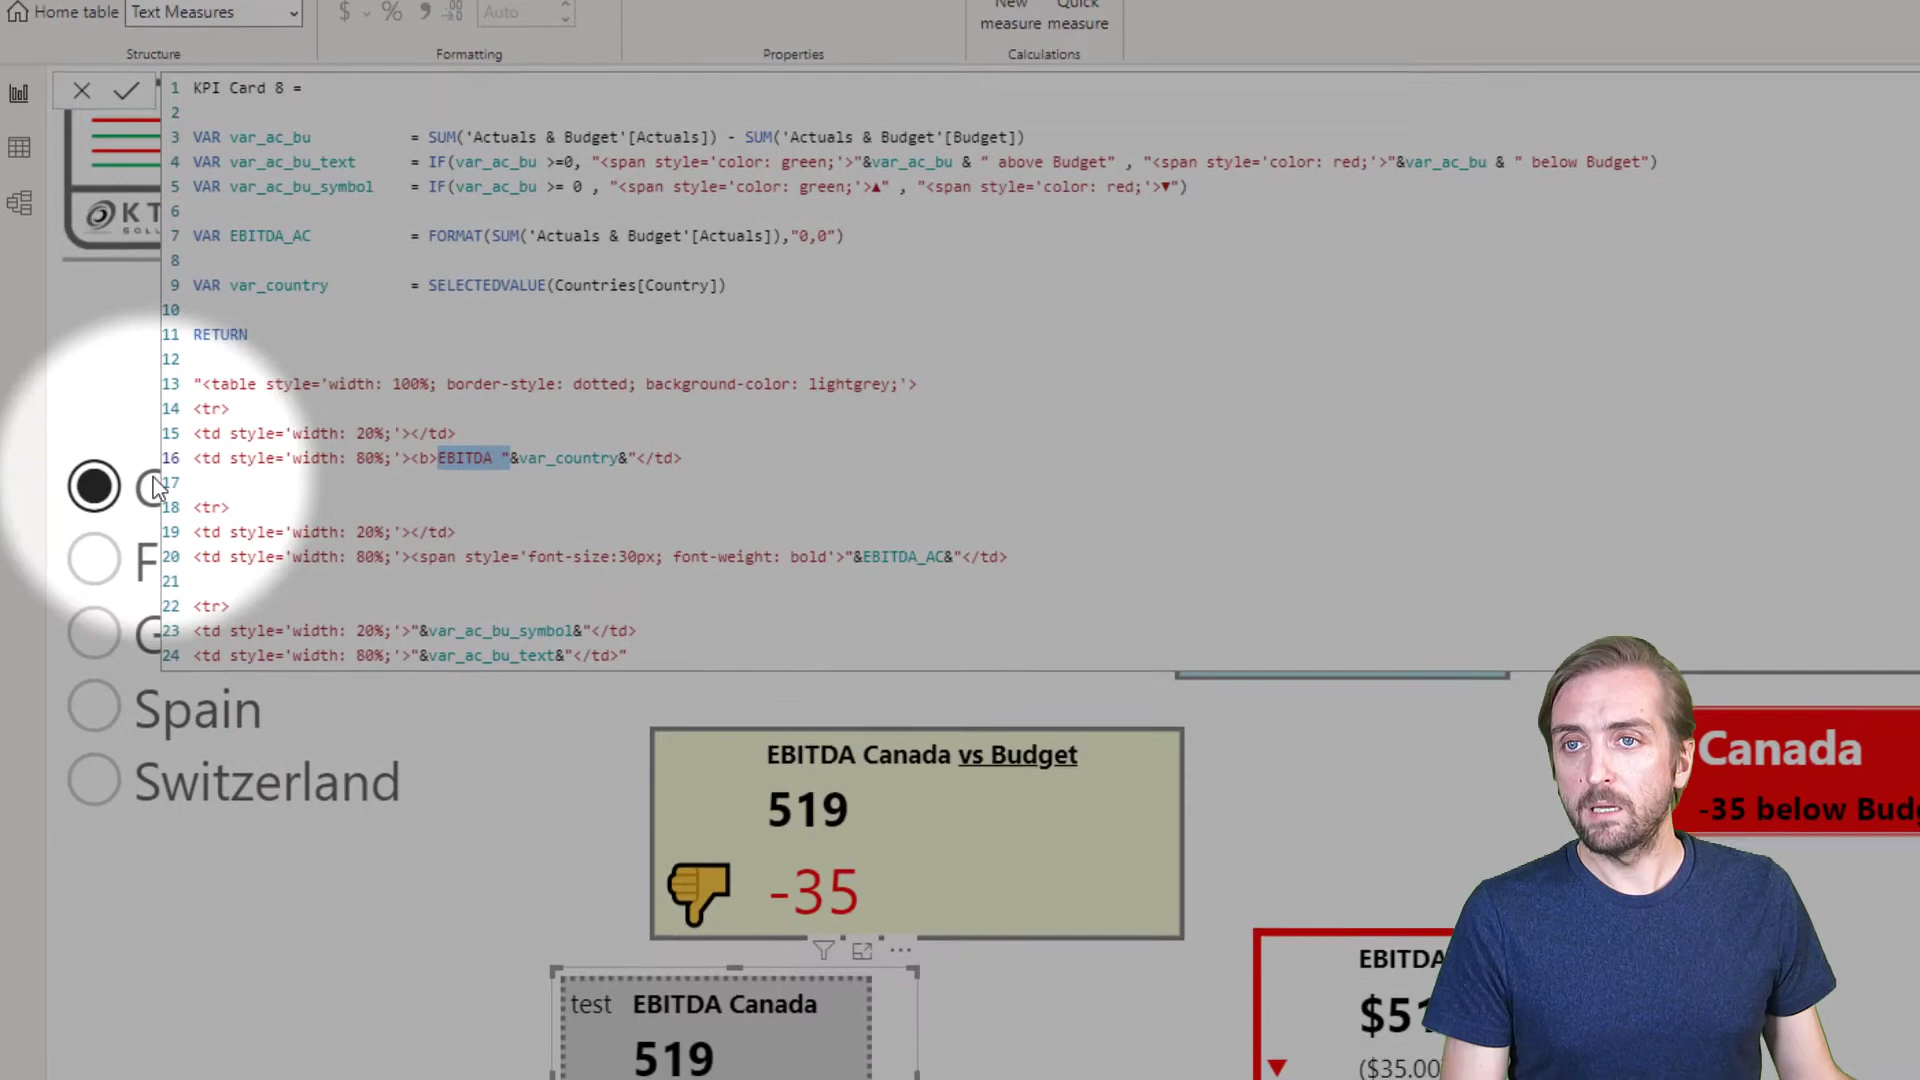 Home table Text Measures
$ % 9 .00 Auto
New Quick
measure measure
Structure Formatting Properties Calculations
1 KPI Card 8 =
2
3 VAR var_ac_bu = SUM('Actuals & Budget'[Actuals]) - SUM('Actuals & Budget'[Budget])
4 VAR var_ac_bu_text = IF(var_ac_bu >=0, "<span style='color: green;'>"&var_ac_bu & " above Budget" , "<span style='color: red;'>"&var_ac_bu & " below Budget")
5 VAR var_ac_bu_symbol = IF(var_ac_bu >= 0 , "<span style='color: green;'>▲" , "<span style='color: red;'>▼")
6
7 VAR EBITDA_AC = FORMAT(SUM('Actuals & Budget'[Actuals]),"0,0")
8
9 VAR var_country = SELECTEDVALUE(Countries[Country])
10
11 RETURN
12
13 "<table style='width: 100%; border-style: dotted; background-color: lightgrey;'>
14 <tr>
15 <td style='width: 20%;'></td>
16 <td style='width: 80%;'><b>EBITDA "&var_country&"</td>
17
18 <tr>
19 <td style='width: 20%;'></td>
20 <td style='width: 80%;'><span style='font-size:30px; font-weight: bold'>"&EBITDA_AC&"</td>
21
22 <tr>
23 <td style='width: 20%;'>"&var_ac_bu_symbol&"</td>
24 <td style='width: 80%;'>"&var_ac_bu_text&"</td>"
KT
Spain
Switzerland
EBITDA Canada vs Budget
519
-35
Canada
-35 below Budg
test EBITDA Canada
519
EBITDA
$51
($35.00